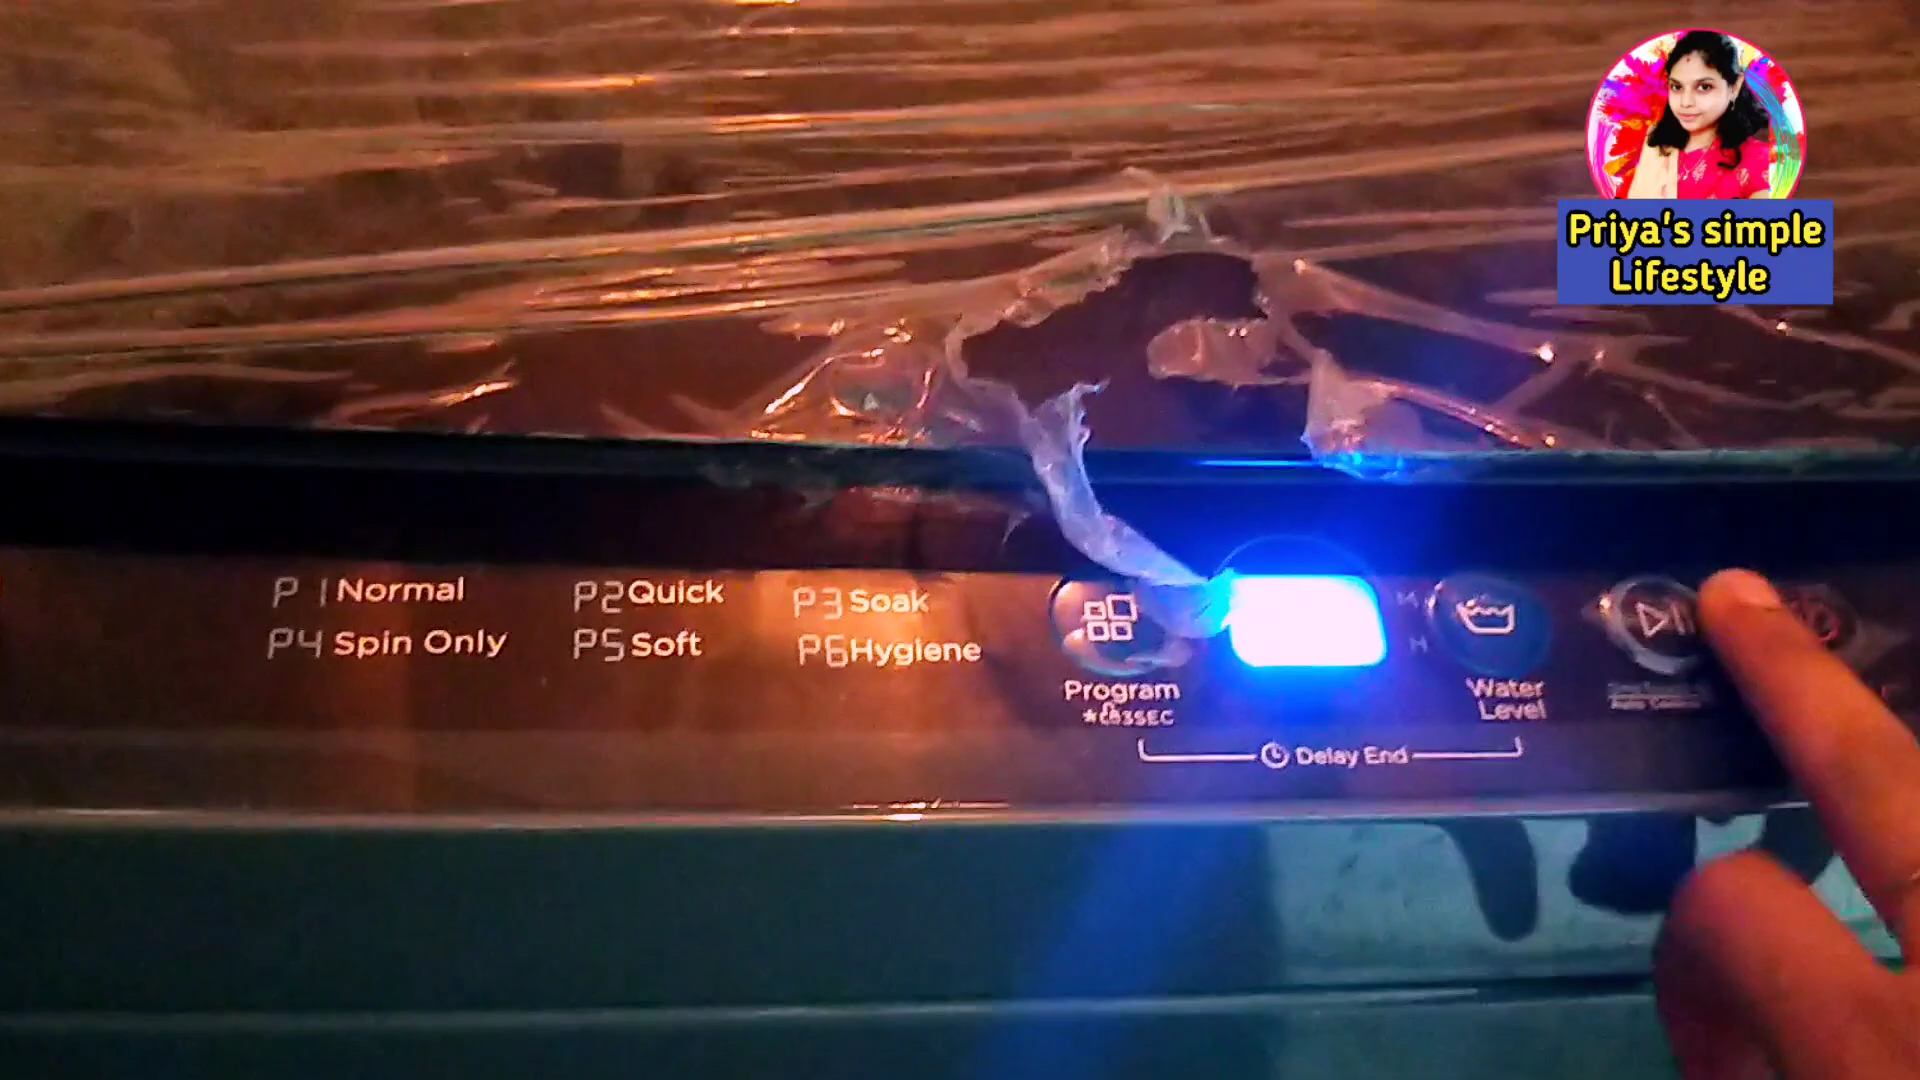 Priya's simple
Lifestyle
P1 Normal
P2 Quick
P3 Soak
P4 Spin Only
P5 Soft
P6 Hygiene
Program
3SEC
Water
Level
M
H
Delay End